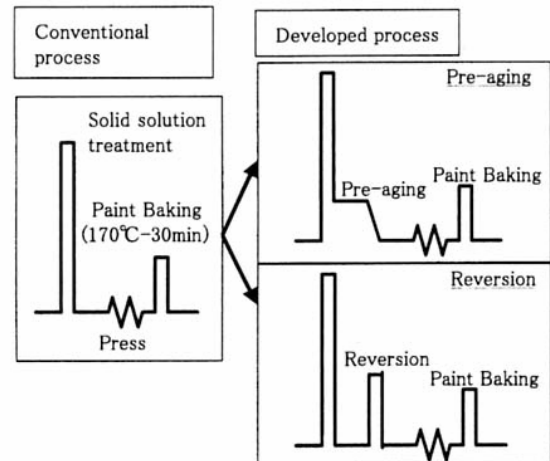 Conventional
process
Developed process
Solid solution
treatment
Paint Baking
(170℃-30min)
Press
Pre-aging
Pre-aging
Paint Baking
Reversion
Reversion
Paint Baking